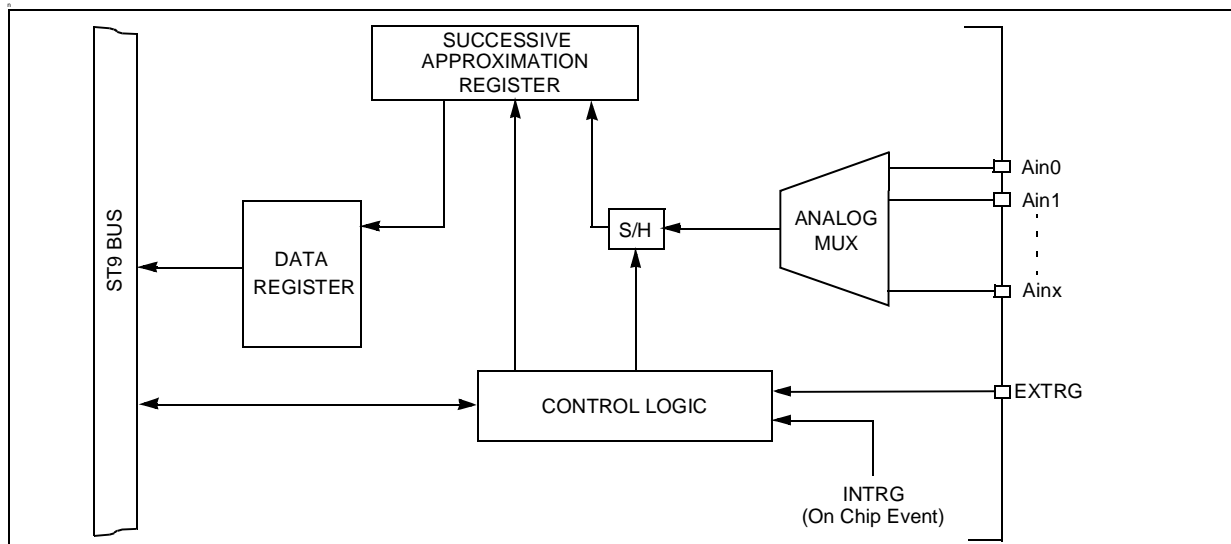 SUCCESSIVE
APPROXIMATION
REGISTER
ST9 BUS
DATA
REGISTER
S/H
ANALOG
MUX
Ain0
Ain1
Ainx
CONTROL LOGIC
EXTRG
INTRG
(On Chip Event)